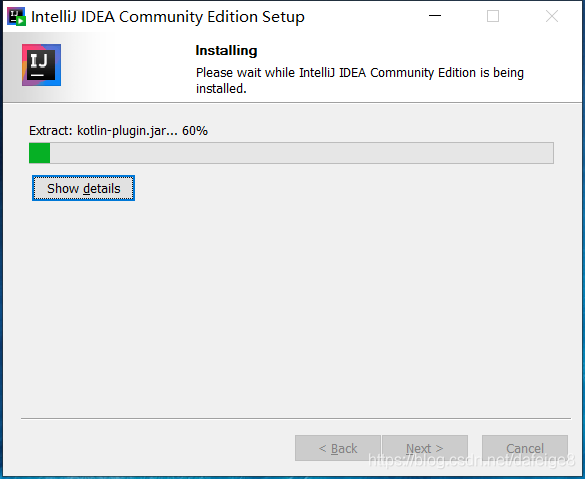 IntelliJ IDEA Community Edition Setup
IJ
Installing
Please wait while IntelliJ IDEA Community Edition is being
installed.
Extract: kotlin-plugin.jar... 60%
Show details
< Back
Next >
Cancel
https://blog.csdn.net/dafeige8